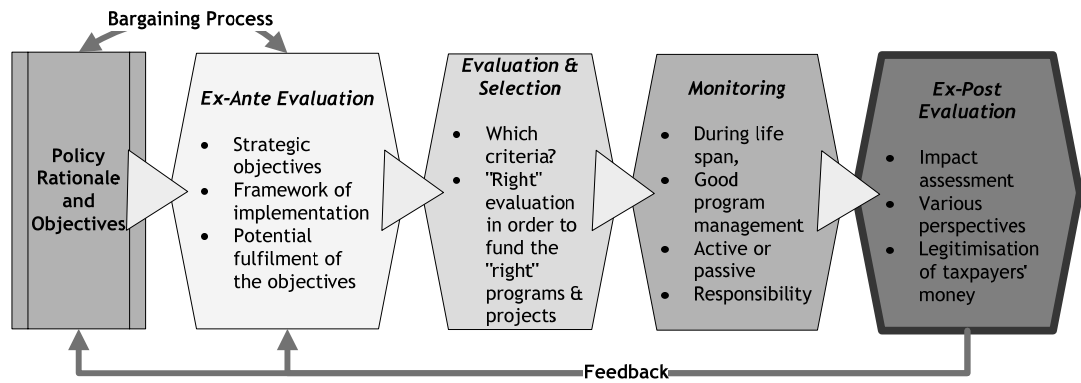 Bargaining Process
Policy
Rationale
and
Objectives
Ex-Ante Evaluation
• Strategic
objectives
• Framework of
implementation
• Potential
fulfilment of
the objectives
Evaluation &
Selection
• Which
criteria?
• "Right"
evaluation
in order to
fund the
"right"
programs &
projects
Monitoring
• During life
span,
• Good
program
management
• Active or
passive
• Responsibility
Ex-Post
Evaluation
• Impact
assessment
• Various
perspectives
• Legitimisation
of taxpayers'
money
Feedback